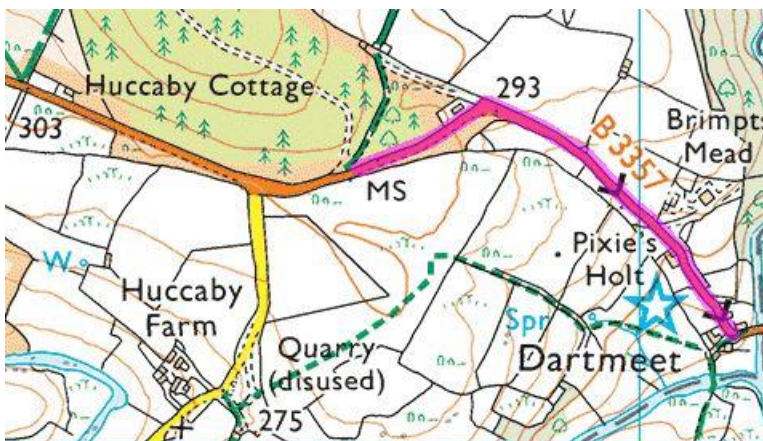 Huccaby Cottage
293
303
B 3357
Brimpts
Mead
MS
W
Pixie's
Holt
Huccaby
Farm
Spr
Quarry
(disused)
Dartmeet
275